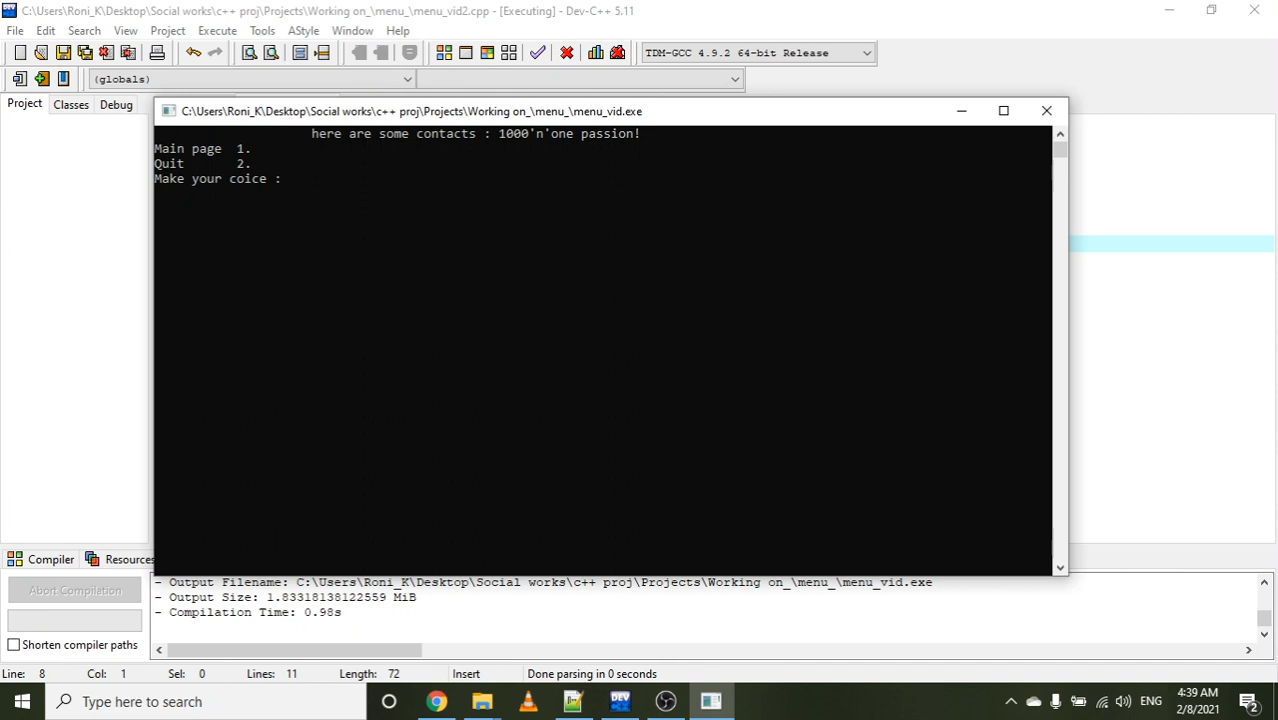 C:\Users\Roni_K\Desktop\Social works\c++ proj\Projects\Working on_\menu_\menu_vid2.cpp - [Executing] - Dev-C++ 5.11
File Edit Search View Project Execute Tools AStyle Window Help
TDM-GCC 4.9.2 64-bit Release
(globals)
Project Classes Debug
C:\Users\Roni_K\Desktop\Social works\c++ proj\Projects\Working on_\menu_\menu_vid.exe
here are some contacts : 1000'n'one passion!
Main page 1.
Quit 2.
Make your coice :
Compiler Resources
Abort Compilation
Shorten compiler paths
- Output Filename: C:\Users\Roni_K\Desktop\Social works\c++ proj\Projects\Working on_\menu_\menu_vid.exe
- Output Size: 1.83318138122559 MiB
- Compilation Time: 0.98s
Line: 8 Col: 1 Sel: 0 Lines: 11 Length: 72 Insert Done parsing in 0 seconds
Type here to search
DEV
ENG
4:39 AM
2/8/2021
2